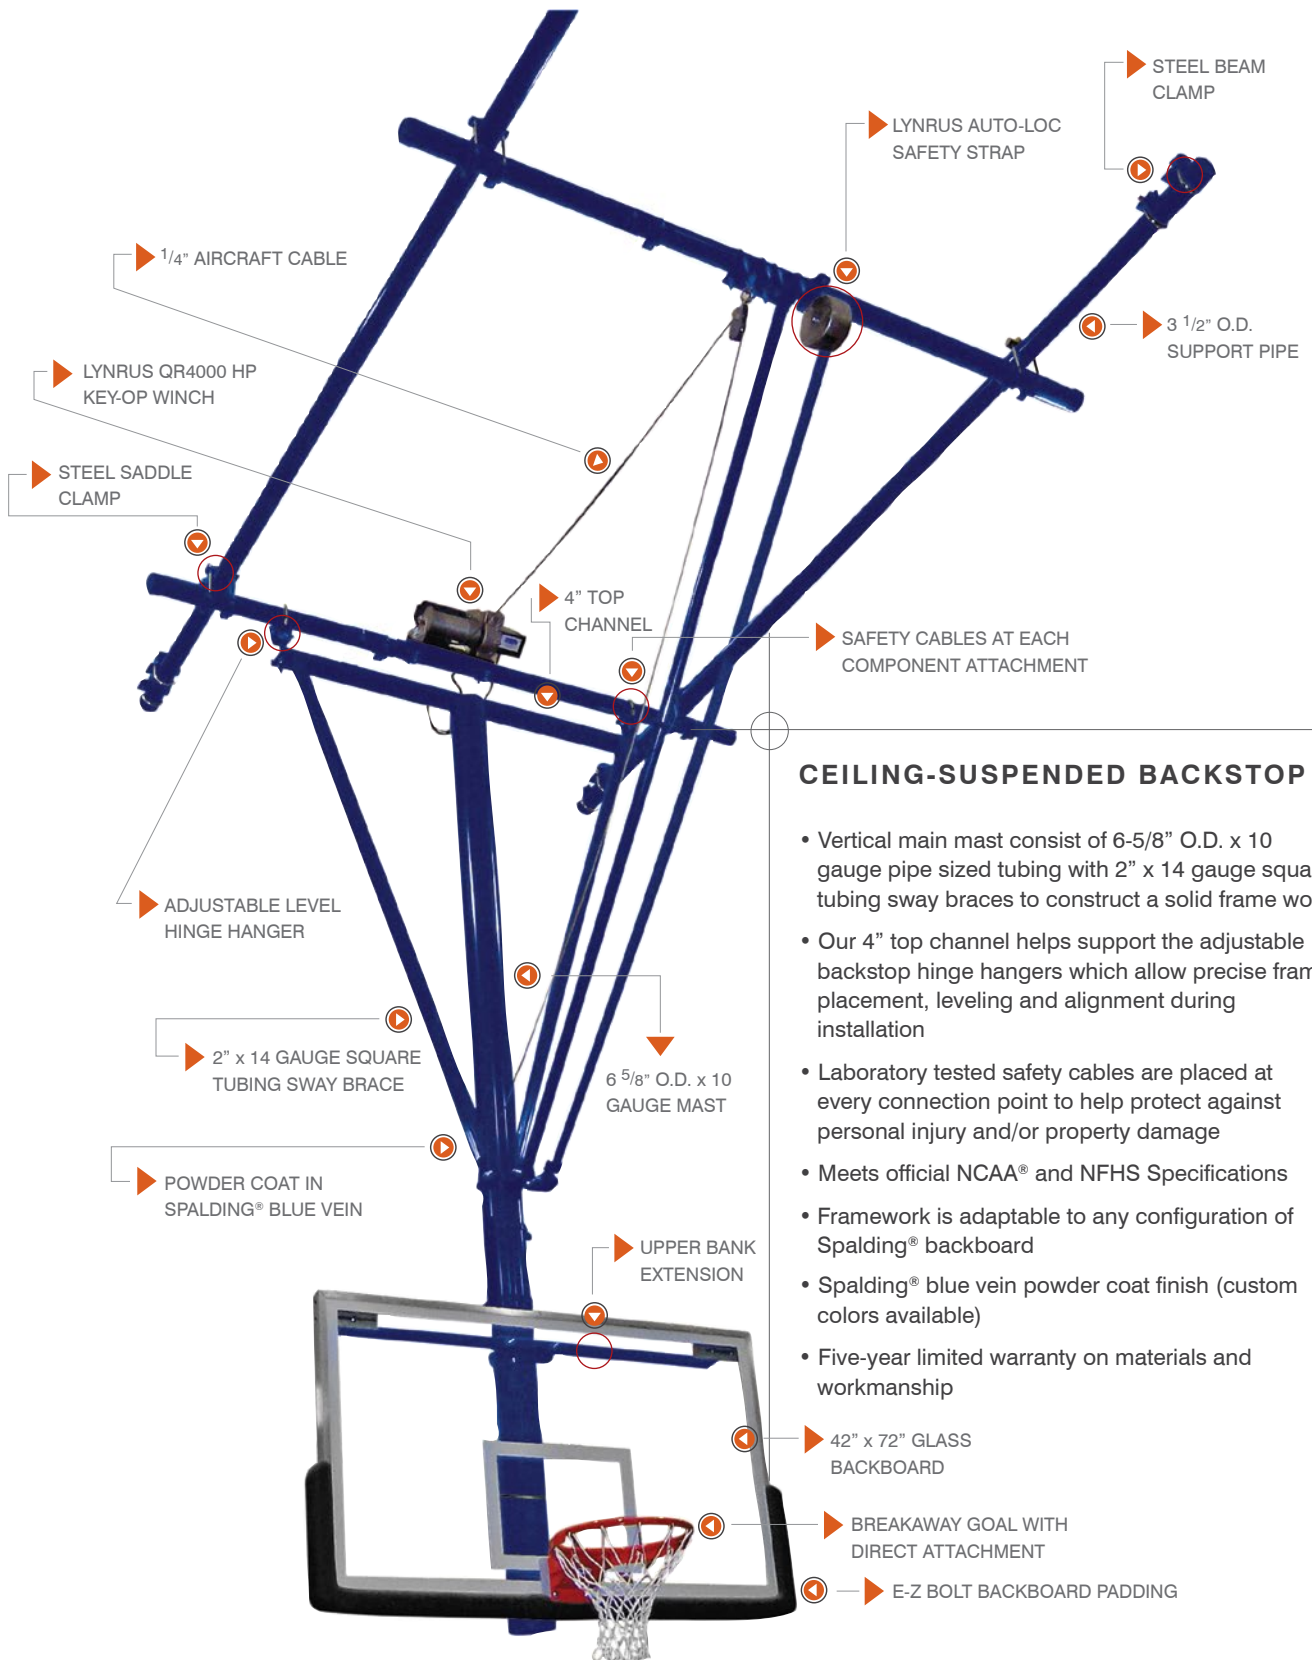 STEEL BEAM
CLAMP
LYNRUS AUTO-LOC
SAFETY STRAP
1/4” AIRCRAFT CABLE
3 1/2” O.D.
SUPPORT PIPE
LYNRUS QR4000 HP
KEY-OP WINCH
STEEL SADDLE
CLAMP
4” TOP
CHANNEL
SAFETY CABLES AT EACH
COMPONENT ATTACHMENT
CEILING-SUSPENDED BACKSTOP
• Vertical main mast consist of 6-5/8” O.D. x 10
gauge pipe sized tubing with 2” x 14 gauge squa
tubing sway braces to construct a solid frame wo
• Our 4” top channel helps support the adjustable
backstop hinge hangers which allow precise fram
placement, leveling and alignment during
installation
• Laboratory tested safety cables are placed at
every connection point to help protect against
personal injury and/or property damage
• Meets official NCAA® and NFHS Specifications
• Framework is adaptable to any configuration of
Spalding® backboard
• Spalding® blue vein powder coat finish (custom
colors available)
• Five-year limited warranty on materials and
workmanship
ADJUSTABLE LEVEL
HINGE HANGER
2” x 14 GAUGE SQUARE
TUBING SWAY BRACE
6 5/8” O.D. x 10
GAUGE MAST
POWDER COAT IN
SPALDING® BLUE VEIN
UPPER BANK
EXTENSION
42” x 72” GLASS
BACKBOARD
BREAKAWAY GOAL WITH
DIRECT ATTACHMENT
E-Z BOLT BACKBOARD PADDING